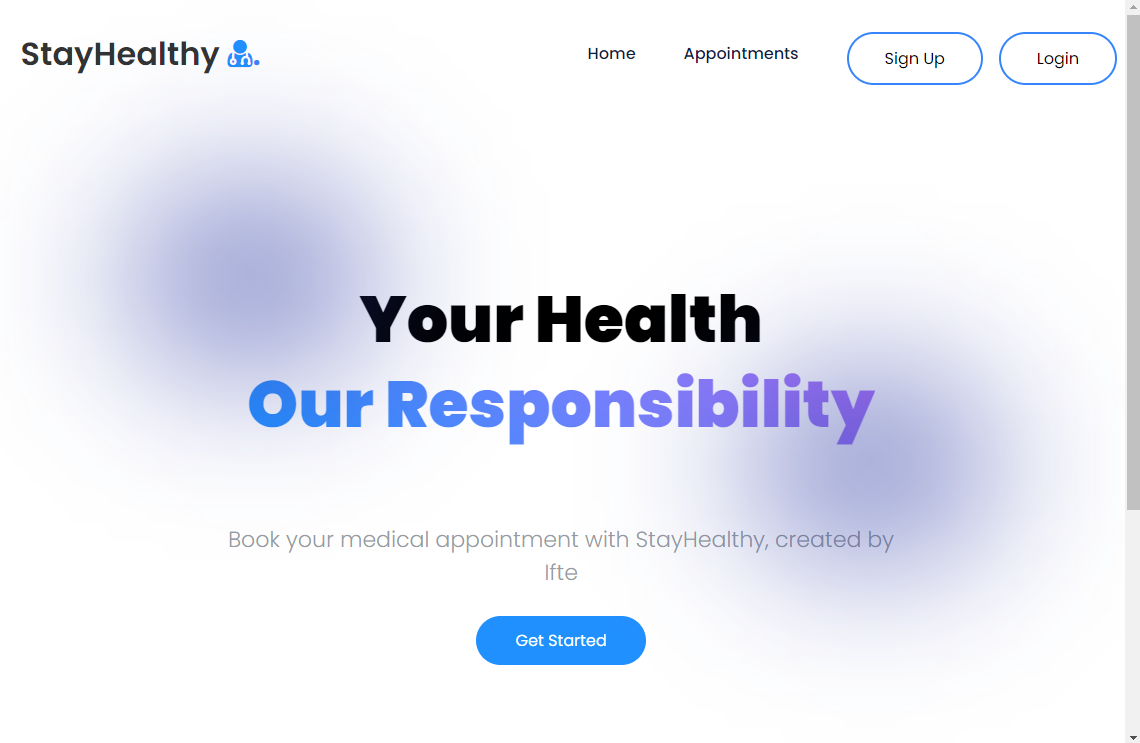 StayHealthy
Home
Appointments
Sign Up
Login
Your Health
Our Responsibility
Book your medical appointment with StayHealthy, created by
Ifte
Get Started